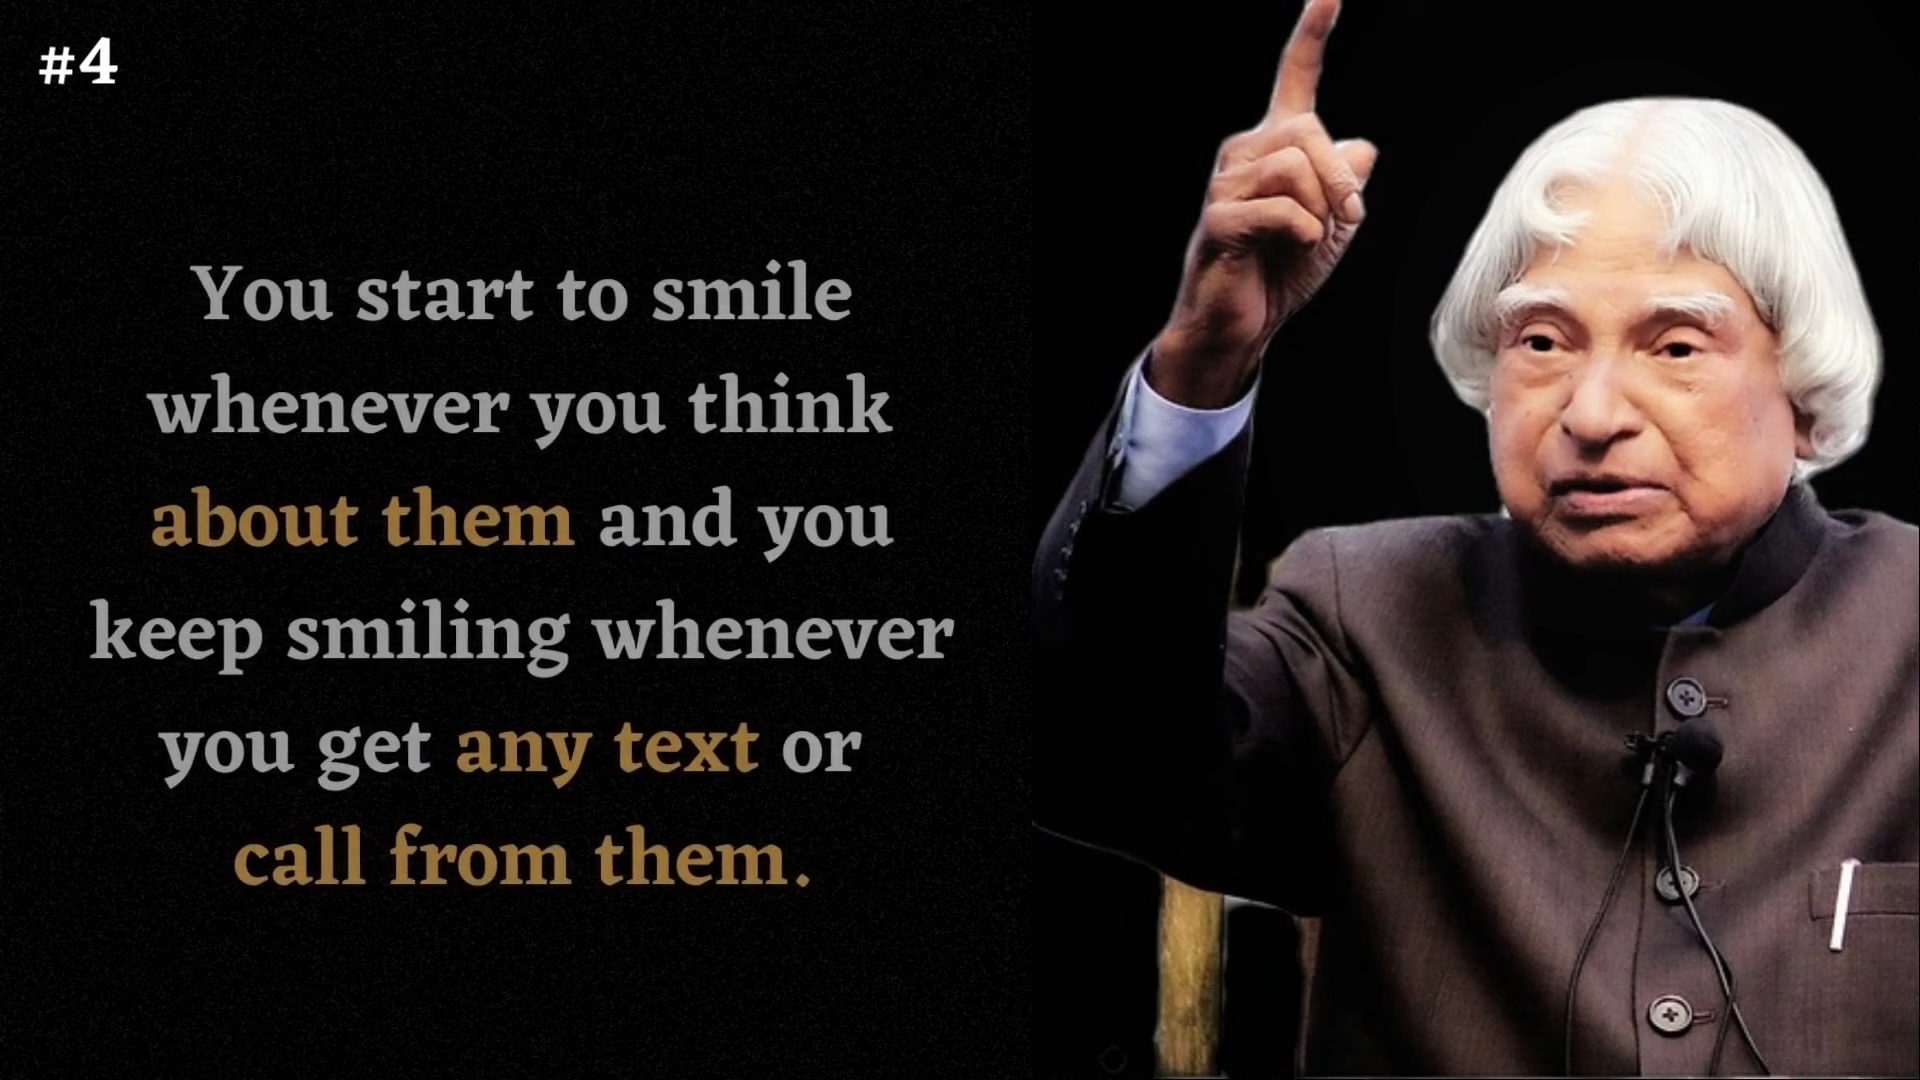 #4
You start to smile
whenever you think
about them and you
keep smiling whenever
you get any text or
call from them.